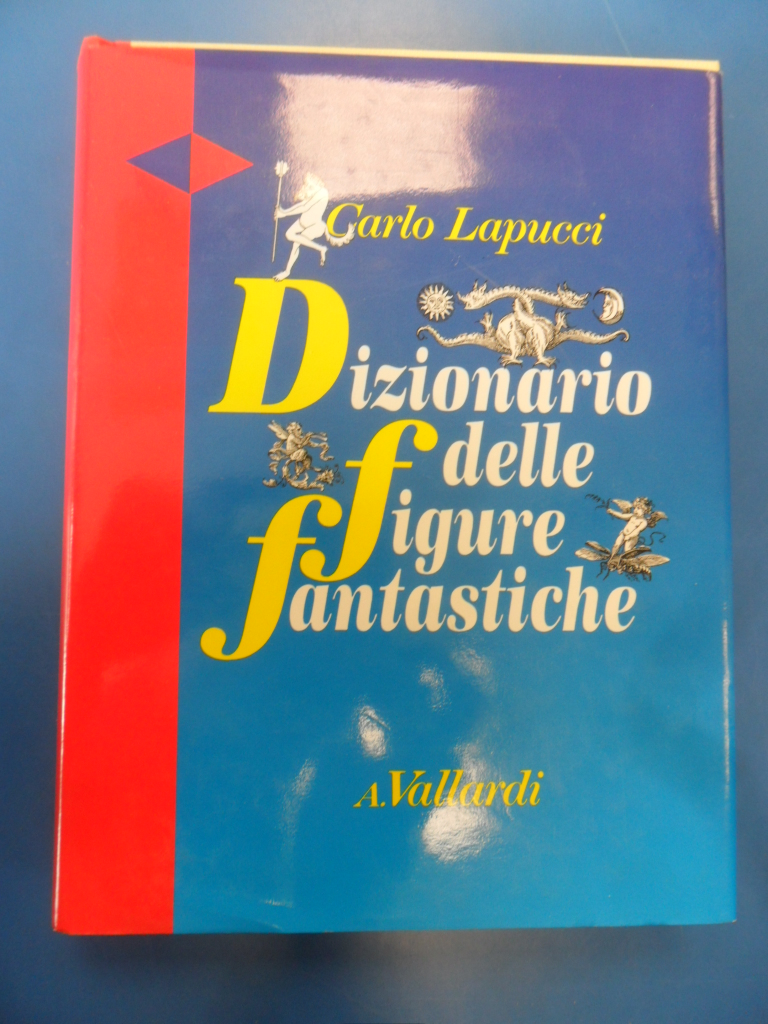 Carlo Lapucci
Dizionario
delle
figure
fantastiche
A.Vallardi